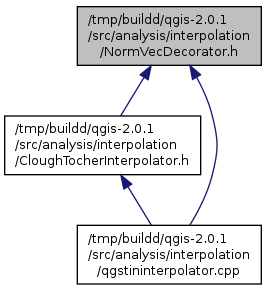 /tmp/buildd/qgis-2.0.1
/src/analysis/interpolation
/NormVecDecorator.h
/tmp/buildd/qgis-2.0.1
/src/analysis/interpolation
/CloughTocherInterpolator.h
/tmp/buildd/qgis-2.0.1
/src/analysis/interpolation
/qgstininterpolator.cpp